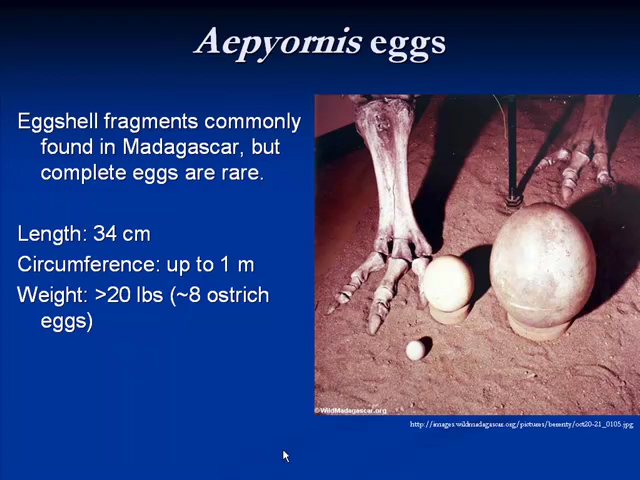 Aepyornis eggs
Eggshell fragments commonly
found in Madagascar, but
complete eggs are rare.
Length: 34 cm
Circumference: up to 1 m
Weight: >20 lbs (~8 ostrich
eggs)
©WildMadagascar.org
http://images.wildmadagascar.org/pictures/berenty/oct20-21_0105.jpg